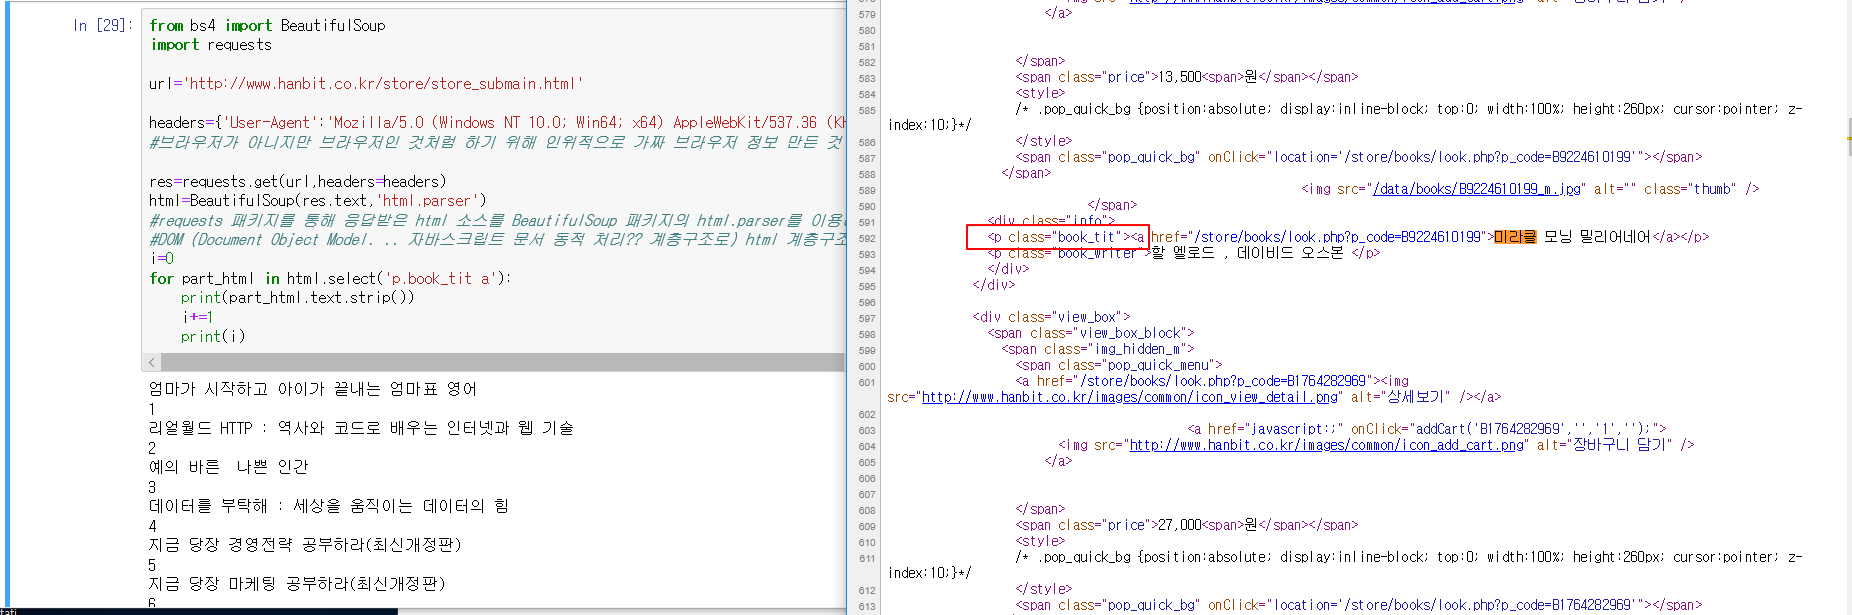 In [29]:
from bs4 import BeautifulSoup
import requests
url='http://www.hanbit.co.kr/store/store_submain.html'
headers={'User-Agent':'Mozilla/5.0 (Windows NT 10.0; Win64; x64) AppleWebKit/537.36 (KH
#브라우저가 아니지만 브라우저인 것처럼 하기 위해 인위적으로 가짜 브라우저 정보 만든 것
res=requests.get(url,headers=headers)
html=BeautifulSoup(res.text,'html.parser')
#requests 패키지를 통해 응답받은 html 소스를 BeautifulSoup 패키지의 html.parser를 이용
#DOM (Document Object Model. .. 자바스크립트 문서 동적 처리?? 계층구조로) html 계층구조
i=0
for part_html in html.select('p.book_tit a'):
    print(part_html.text.strip())
    i+=1
    print(i)
엄마가 시작하고 아이가 끝내는 엄마표 영어
1
리얼월드 HTTP : 역사와 코드로 배우는 인터넷과 웹 기술
2
예의 바른  나쁜 인간
3
데이터를 부탁해 : 세상을 움직이는 데이터의 힘
4
지금 당장 경영전략 공부하라(최신개정판)
5
지금 당장 마케팅 공부하라(최신개정판)
6
tati
578 <img src="http://www.hanbit.co.kr/images/common/icon_add_cart.png" alt="장바구니 담기" />
579 </a>
580
581
582 </span>
583 <span class="price">13,500<span>원</span></span>
584 <style>
585 /* .pop_quick_bg {position:absolute; display:inline-block; top:0; width:100%; height:260px; cursor:pointer; z-
index:10;}*/
586 </style>
587 <span class="pop_quick_bg" onClick="location='/store/books/look.php?p_code=B9224610199'"></span>
588 </span>
589 <img src="/data/books/B9224610199_m.jpg" alt="" class="thumb" />
590 </span>
591 <div class="info">
592 <p class="book_tit"><a href="/store/books/look.php?p_code=B9224610199">미라클 모닝 밀리어네어</a></p>
593 <p class="book_writer">할 엘로드 , 데이비드 오스본 </p>
594 </div>
595 </div>
596
597 <div class="view_box">
598 <span class="view_box_block">
599 <span class="img_hidden_m">
600 <span class="pop_quick_menu">
601 <a href="/store/books/look.php?p_code=B1764282969"><img
src="http://www.hanbit.co.kr/images/common/icon_view_detail.png" alt="상세보기" /></a>
602
603 <a href="javascript:;" onClick="addCart('B1764282969','','1','');">
604 <img src="http://www.hanbit.co.kr/images/common/icon_add_cart.png" alt="장바구니 담기" />
605 </a>
606
607
608 </span>
609 <span class="price">27,000<span>원</span></span>
610 <style>
611 /* .pop_quick_bg {position:absolute; display:inline-block; top:0; width:100%; height:260px; cursor:pointer; z-
index:10;}*/
612 </style>
613 <span class="pop_quick_bg" onClick="location='/store/books/look.php?p_code=B1764282969'"></span>